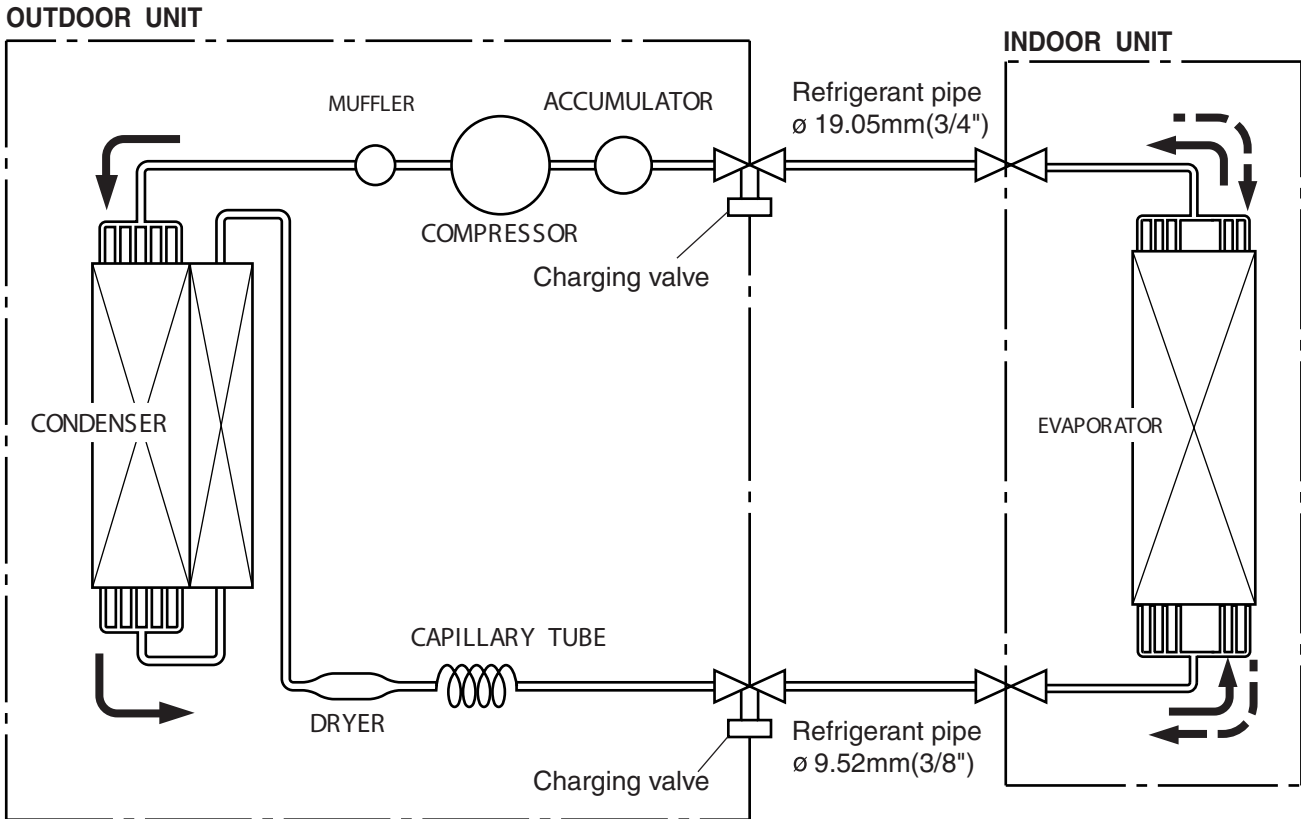 OUTDOOR UNIT
INDOOR UNIT
MUFFLER
ACCUMULATOR
Refrigerant pipe
ø 19.05mm(3/4")
COMPRESSOR
Charging valve
CONDENSER
EVAPORATOR
CAPILLARY TUBE
DRYER
Refrigerant pipe
ø 9.52mm(3/8")
Charging valve